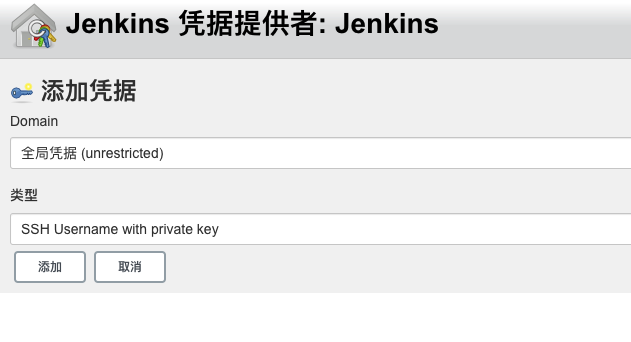 Jenkins 凭据提供者: Jenkins
添加凭据
Domain
全局凭据 (unrestricted)
类型
SSH Username with private key
添加 取消